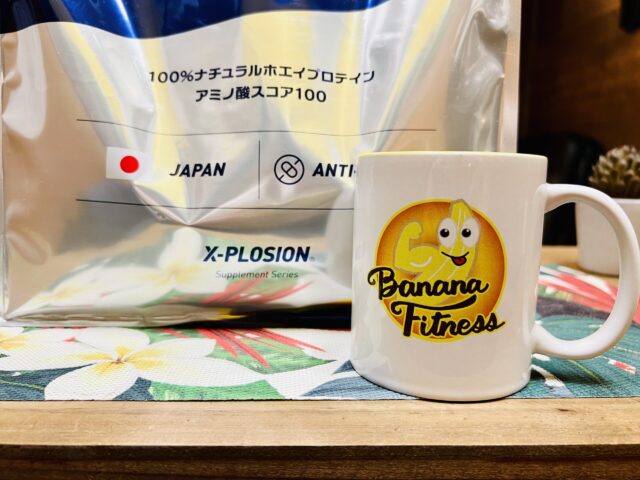 100%ナチュラルホエイプロテイン
アミノ酸スコア100
JAPAN
ANTI-
X-PLOSION
Supplement Series
Banana
Fitness